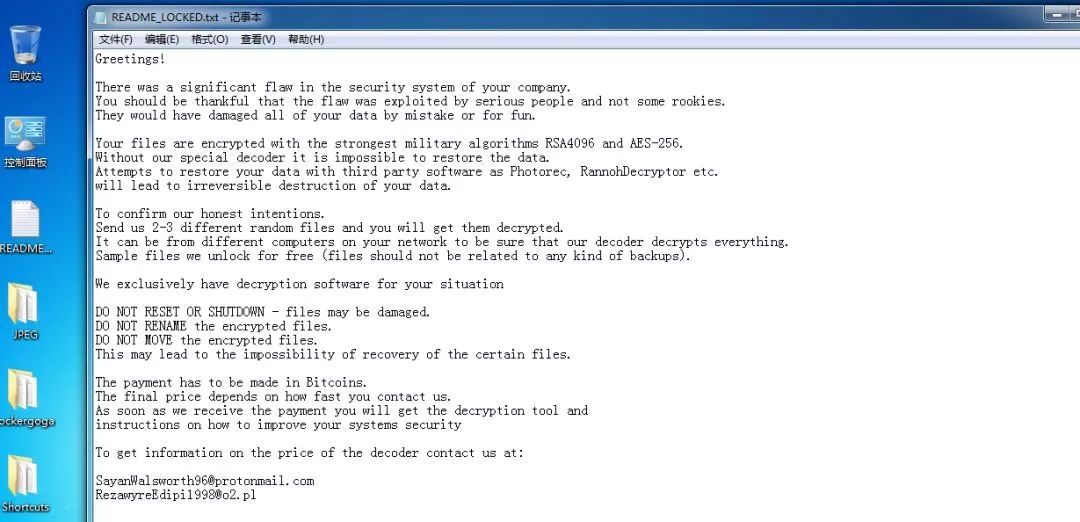 README_LOCKED.txt - 记事本
文件(F) 编辑(E) 格式(O) 查看(V) 帮助(H)
Greetings!
There was a significant flaw in the security system of your company.
You should be thankful that the flaw was exploited by serious people and not some rookies.
They would have damaged all of your data by mistake or for fun.
Your files are encrypted with the strongest military algorithms RSA4096 and AES-256.
Without our special decoder it is impossible to restore the data.
Attempts to restore your data with third party software as Photorec, RannohDecryptor etc.
will lead to irreversible destruction of your data.
To confirm our honest intentions.
Send us 2-3 different random files and you will get them decrypted.
It can be from different computers on your network to be sure that our decoder decrypts everything.
Sample files we unlock for free (files should not be related to any kind of backups).
We exclusively have decryption software for your situation
DO NOT RESET OR SHUTDOWN - files may be damaged.
DO NOT RENAME the encrypted files.
DO NOT MOVE the encrypted files.
This may lead to the impossibility of recovery of the certain files.
The payment has to be made in Bitcoins.
The final price depends on how fast you contact us.
As soon as we receive the payment you will get the decryption tool and
instructions on how to improve your systems security
To get information on the price of the decoder contact us at:
SayanWalsworth96@protonmail.com
RezawyreEdipi1998@o2.pl
回收站
控制面板
README...
JPEG
ockergoga
Shortcuts